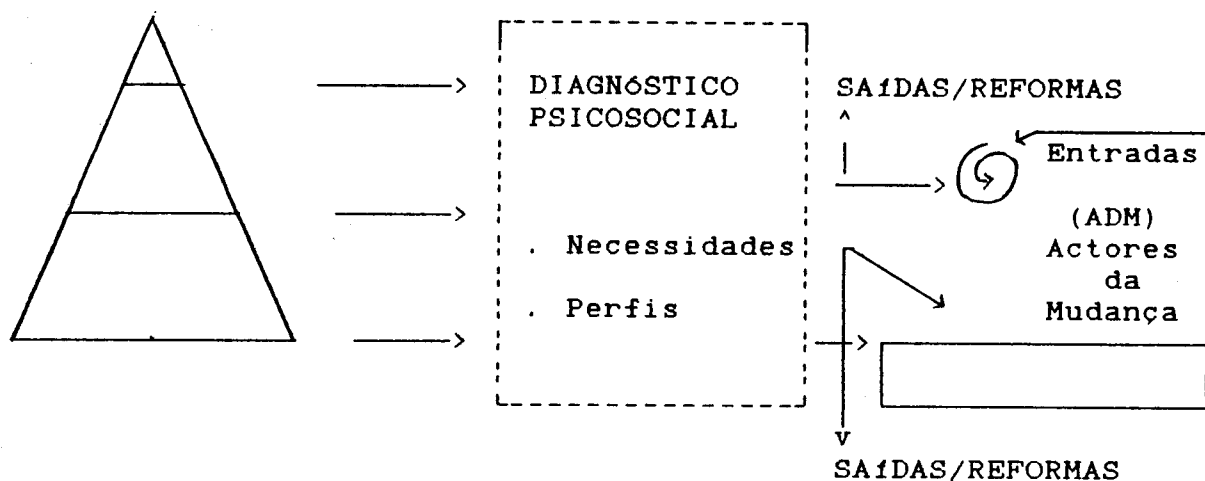 DIAGNóSTICO
PSICOSOCIAL
. Necessidades
. Perfis
SAíDAS/REFORMAS
Entradas
(ADM)
Actores
da
Mudança
SAíDAS/REFORMAS